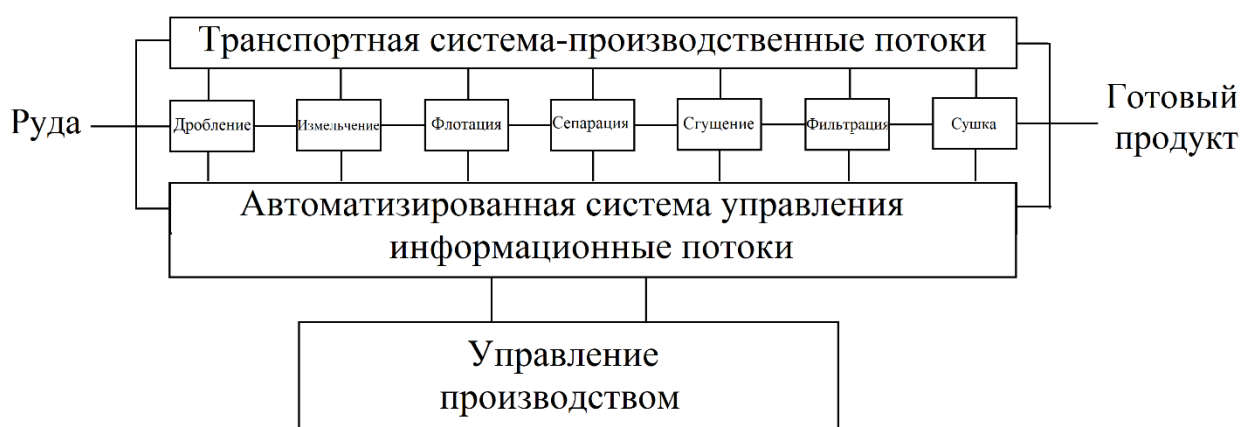 Транспортная система-производственные потоки
Руда
Дробление
Измельчение
Флотация
Сепарация
Сгущение
Фильтрация
Сушка
Готовый
продукт
Автоматизированная система управления
информационные потоки
Управление
производством